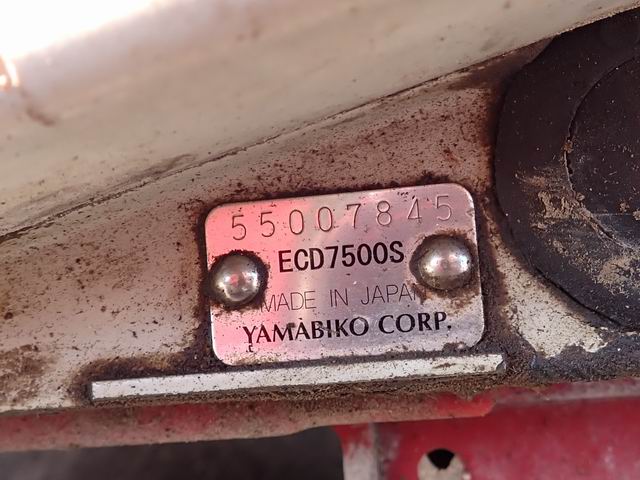 55007845
ECD7500S
MADE IN JAPAN
YAMABIKO CORP.